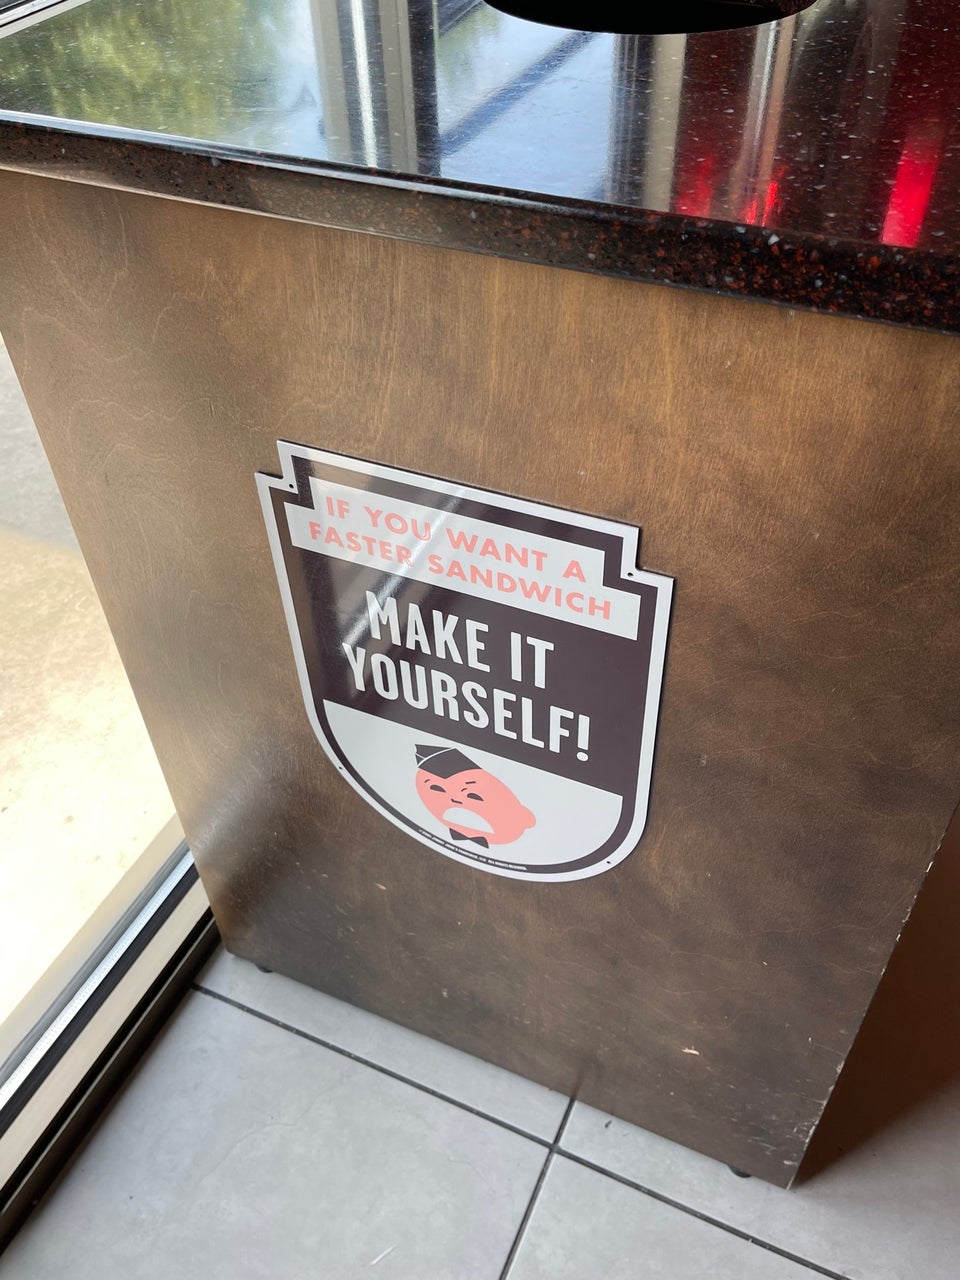 IF YOU WANT A
FASTER SANDWICH
MAKE IT
YOURSELF!